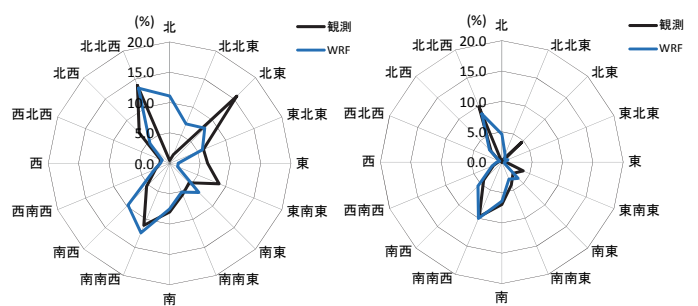 (%)
北
観測
WRF
20.0
15.0
10.0
5.0
0.0
北北東
北東
東北東
東
東南東
南東
南南東
南
南南西
南西
西南西
西
西北西
北西
北北西
(%)
北
観測
WRF
20.0
15.0
10.0
5.0
0.0
北北東
北東
東北東
東
東南東
南東
南南東
南
南南西
南西
西南西
西
西北西
北西
北北西